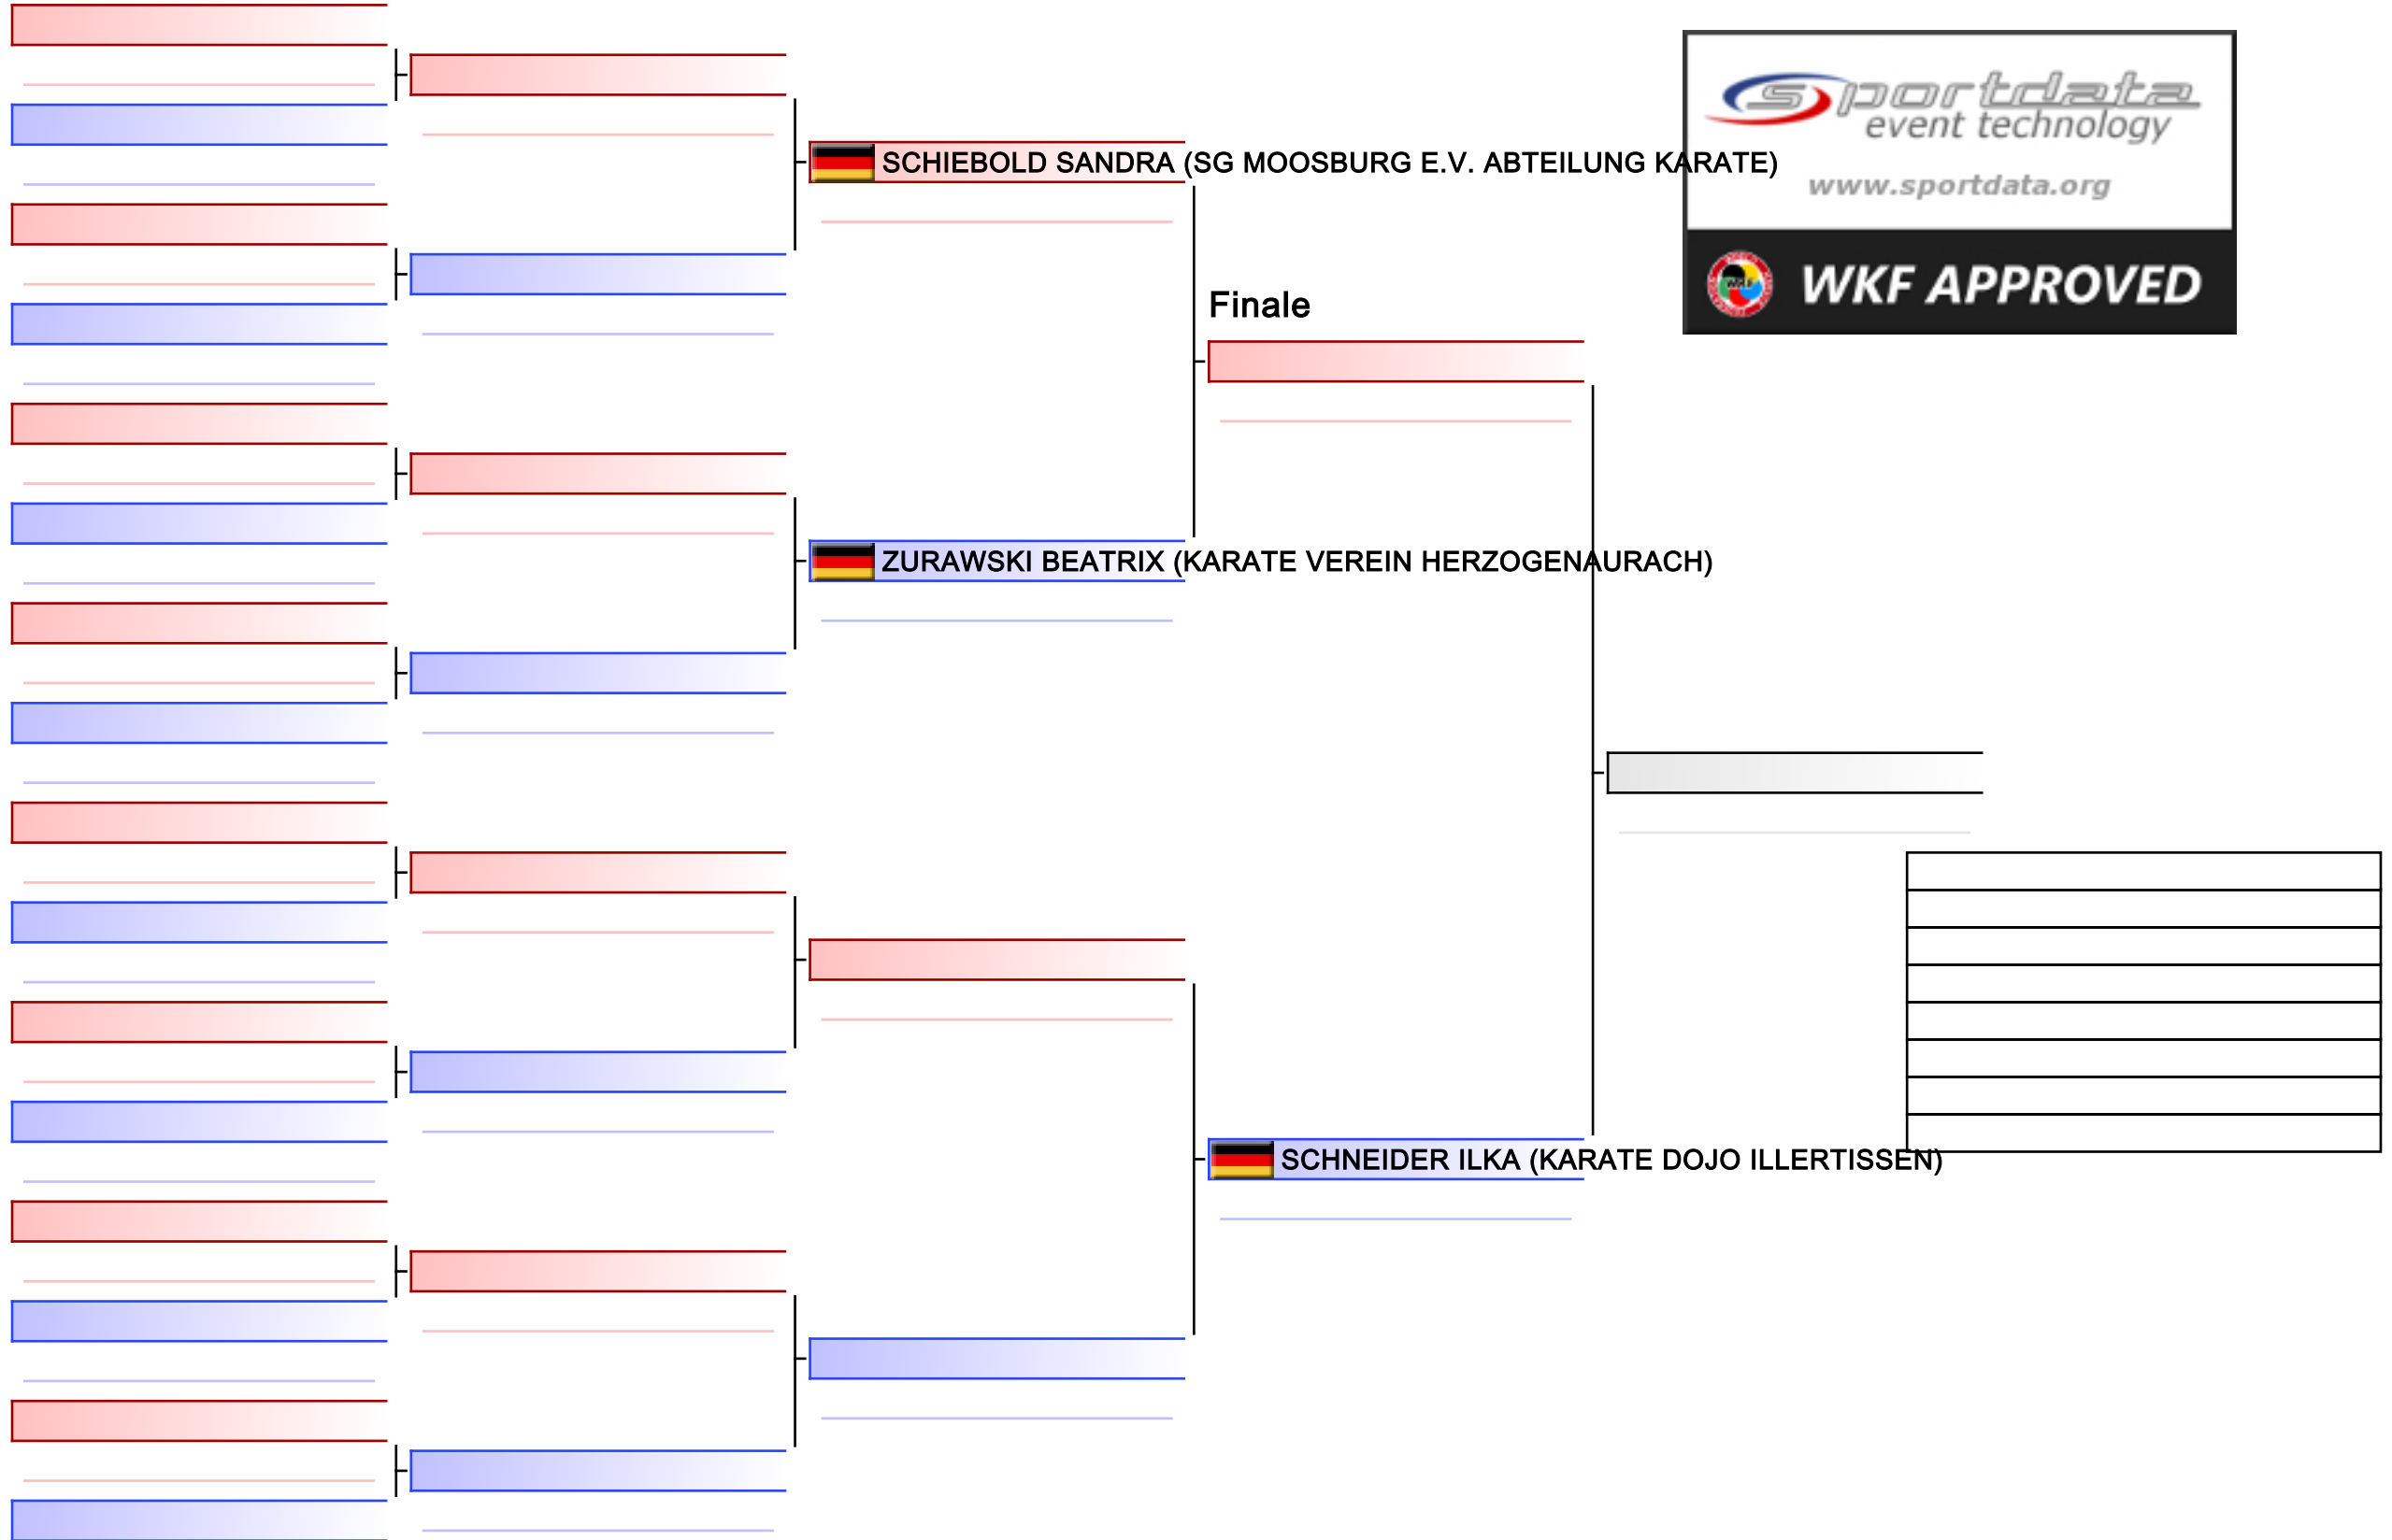 sportdata
event technology
www.sportdata.org
WKF
WKF APPROVED
SCHIEBOLD SANDRA (SG MOOSBURG E.V. ABTEILUNG KARATE)
Finale
ZURAWSKI BEATRIX (KARATE VEREIN HERZOGENAURACH)
SCHNEIDER ILKA (KARATE DOJO ILLERTISSEN)